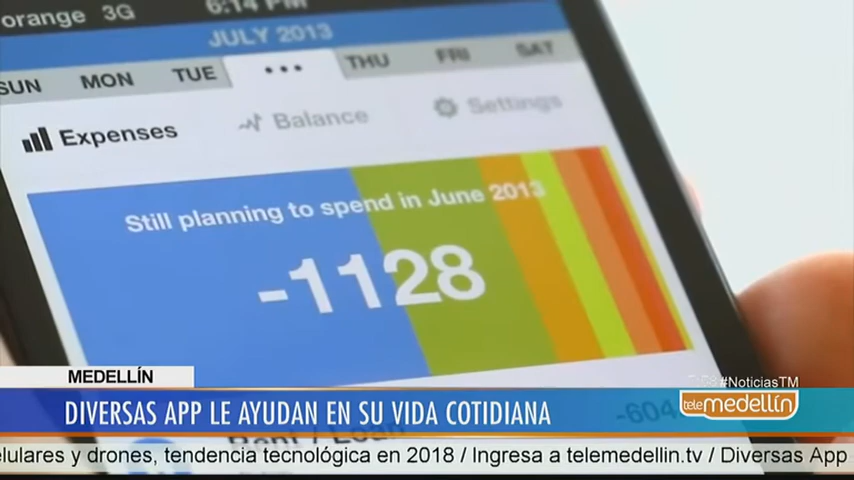 orange 3G 6:14 PM
JULY 2013
SUN MON TUE ... THU FRI SAT
Expenses Balance Settings
Still planning to spend in June 2013
-1128
MEDELLÍN
#NoticiasTM
DIVERSAS APP LE AYUDAN EN SU VIDA COTIDIANA
telemedellín
-604
Rent / Loan
elulares y drones, tendencia tecnológica en 2018 / Ingresa a telemedellin.tv / Diversas App